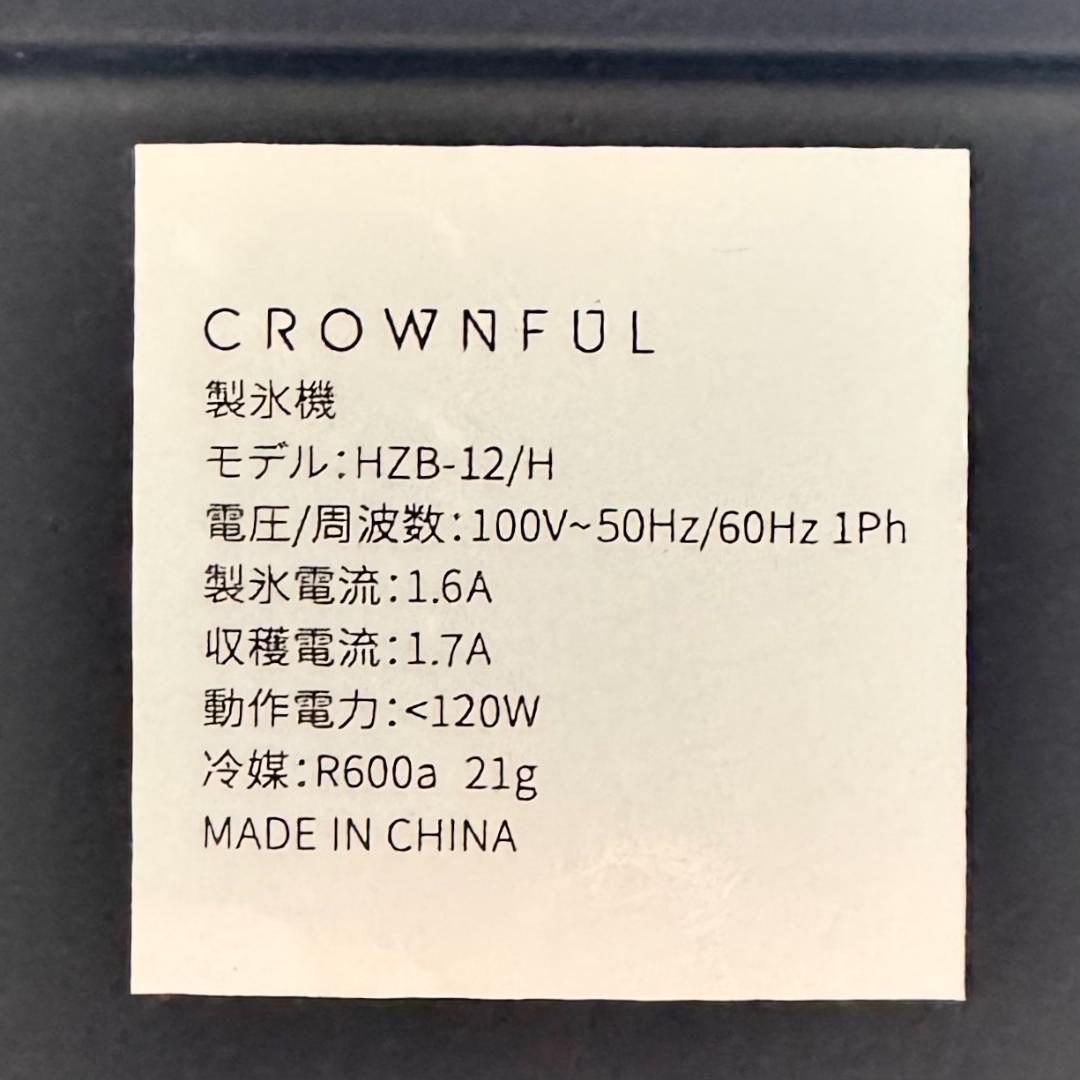 CROWNFUL
製氷機
モデル:HZB-12/H
電圧/周波数:100V~50Hz/60Hz 1Ph
製氷電流:1.6A
収穫電流:1.7A
動作電力:<120W
冷媒:R600a 21g
MADE IN CHINA